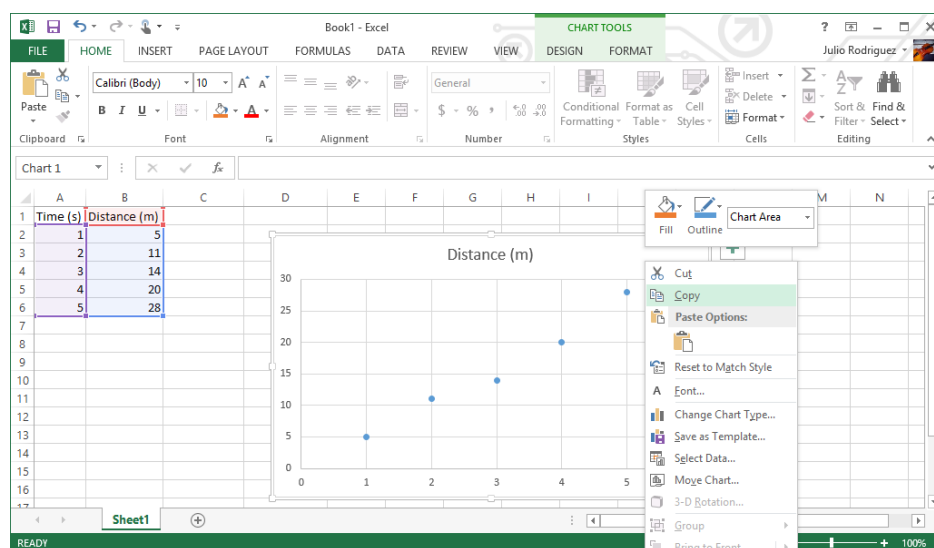 Book1 - Excel
CHART TOOLS
?
FILE HOME INSERT PAGE LAYOUT FORMULAS DATA REVIEW VIEW DESIGN FORMAT Julio Rodriguez
Paste
Calibri (Body) 10 A A
B I U A
General
$ % ,
Conditional Formatting
Format as Table
Cell Styles
Insert
Delete
Format
Sort & Filter
Find & Select
Clipboard Font Alignment Number Styles Cells Editing
Chart 1 fx
A B C D E F G H I M N
1 Time (s) Distance (m)
2 1 5
3 2 11
4 3 14
5 4 20
6 5 28
7
8
9
10
11
12
13
14
15
16
17
Distance (m)
30
25
20
15
10
5
0
0 1 2 3 4 5
Fill Outline Chart Area
Cut
Copy
Paste Options:
Reset to Match Style
A Font...
Change Chart Type...
Save as Template...
Select Data...
Move Chart...
3-D Rotation...
Group
Bring to Front
Sheet1
READY 100%